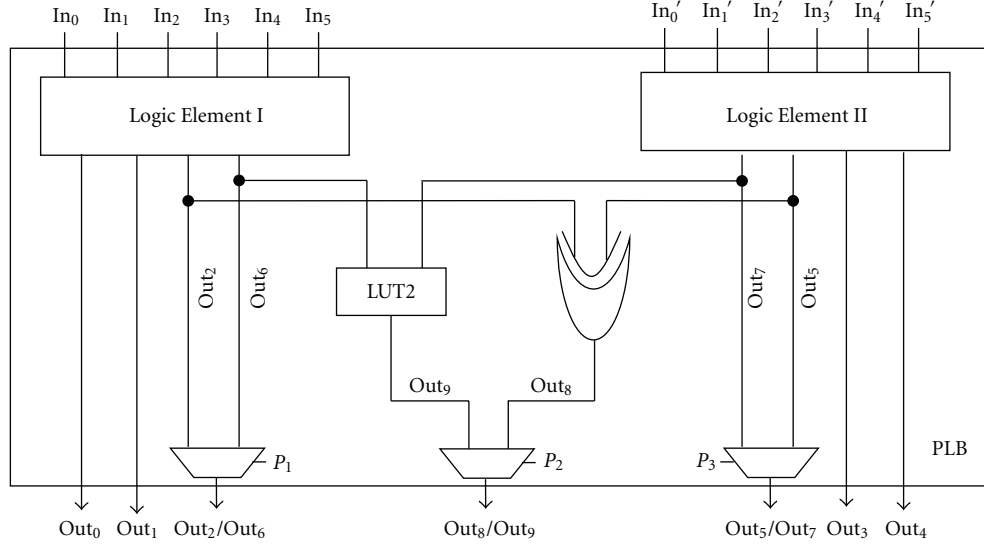 In₀ In₁ In₂ In₃ In₄ In₅ In₀′ In₁′ In₂′ In₃′ In₄′ In₅′
Logic Element I
Logic Element II
Out₂
Out₆
Out₇
Out₅
LUT2
Out₉
Out₈
P₁
P₂
P₃
PLB
Out₀ Out₁ Out₂/Out₆ Out₈/Out₉ Out₅/Out₇ Out₃ Out₄